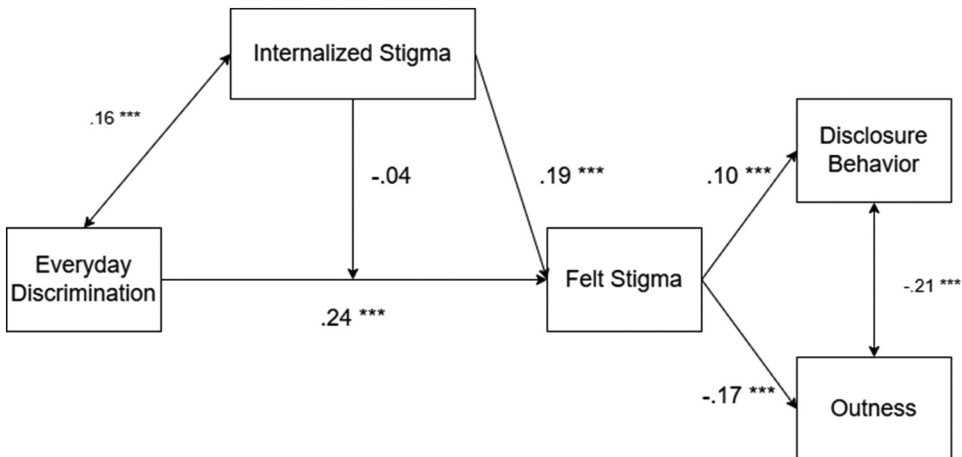 Internalized Stigma
.16 ***
-.04
.19 ***
.10 ***
Disclosure
Behavior
Everyday
Discrimination
.24 ***
Felt Stigma
-.21 ***
-.17 ***
Outness